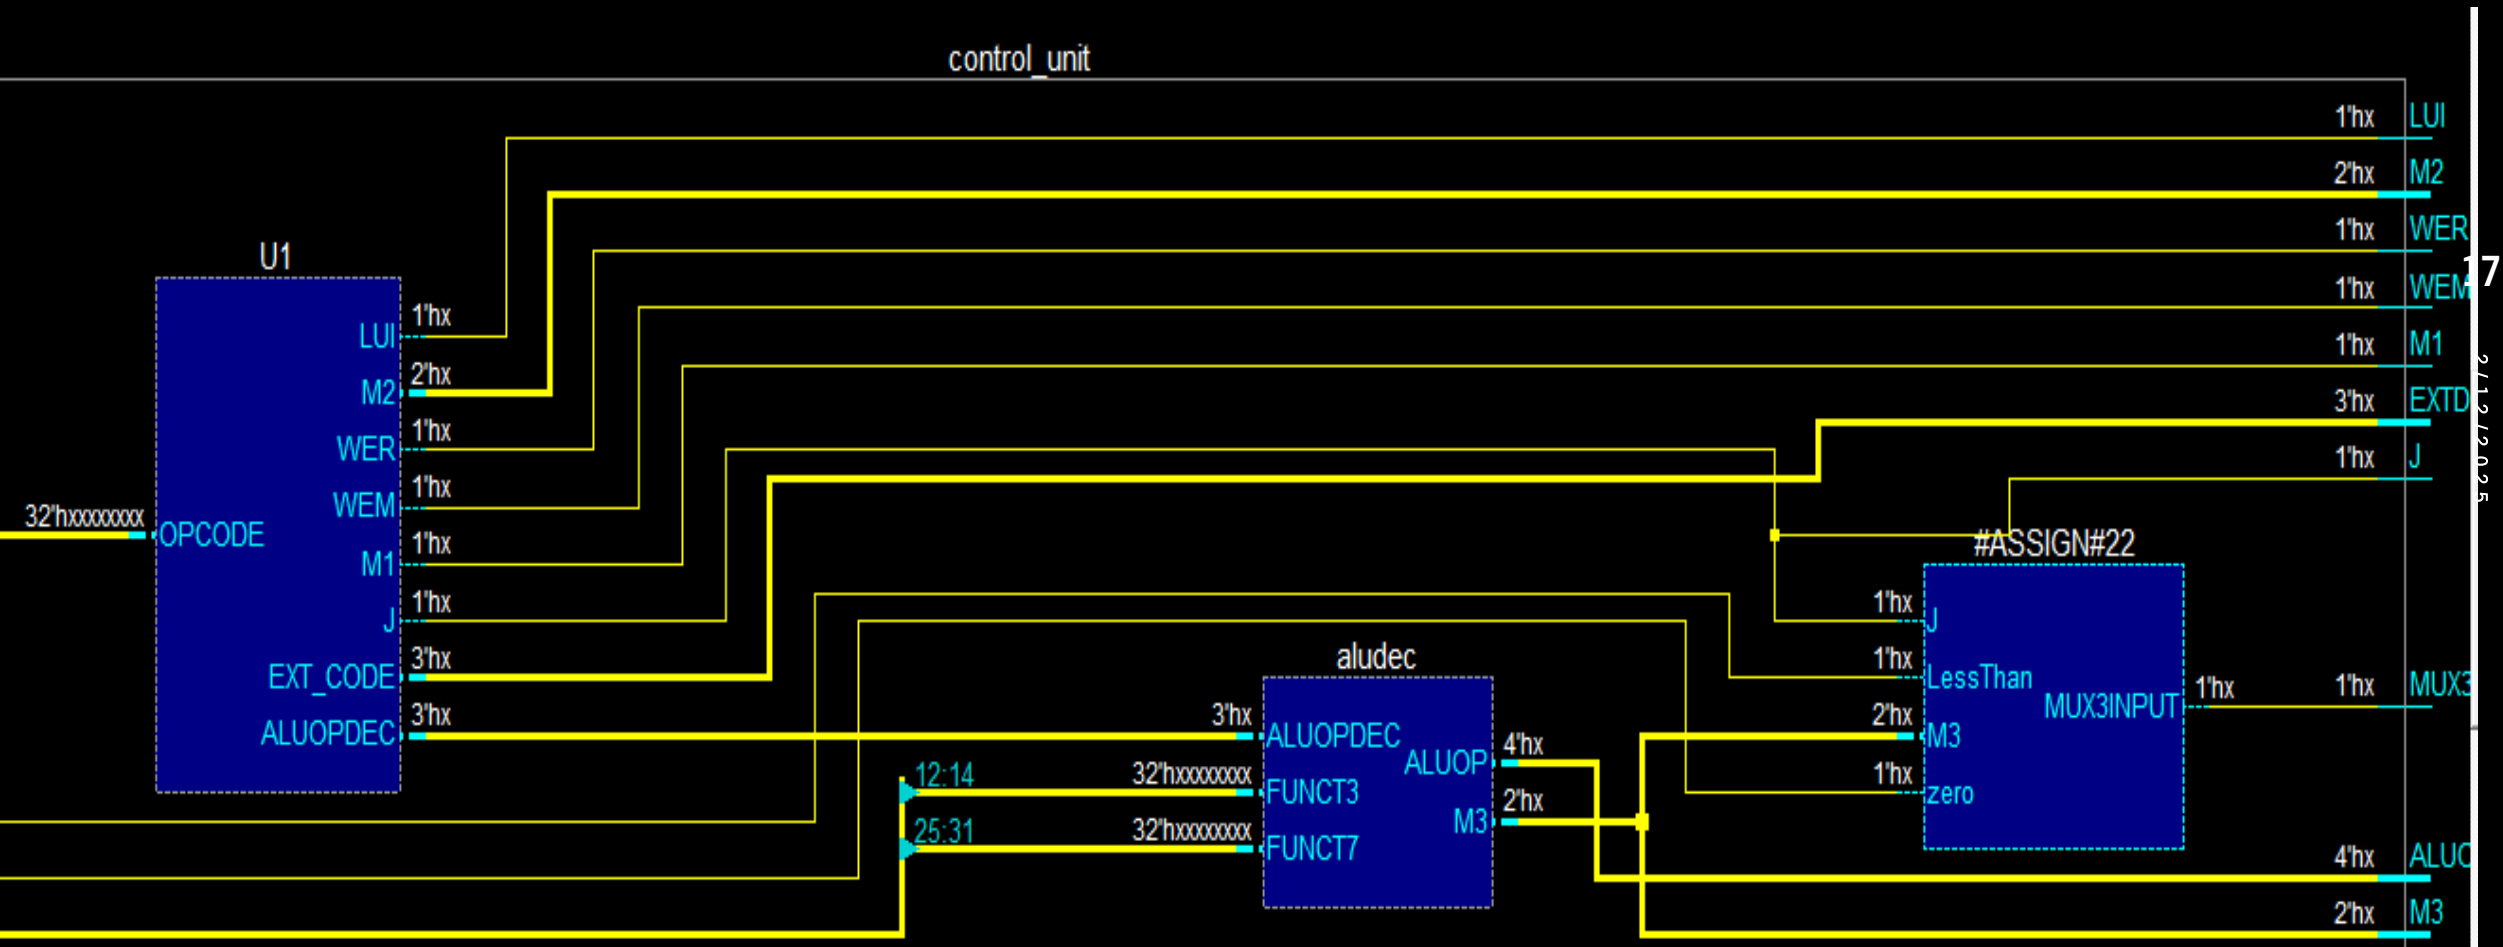 control_unit
1'hx LUI
2'hx M2
1'hx WER
17
1'hx WEM
1'hx M1
3'hx EXTD
1'hx J
2/12/2025
U1
LUI 1'hx
M2 2'hx
WER 1'hx
WEM 1'hx
32'hxxxxxxxx OPCODE
M1 1'hx
J 1'hx
EXT_CODE 3'hx
ALUOPDEC 3'hx
#ASSIGN#22
1'hx J
1'hx LessThan
2'hx M3
1'hx zero
MUX3INPUT 1'hx
1'hx MUX3
aludec
3'hx ALUOPDEC
12:14 32'hxxxxxxxx FUNCT3
25:31 32'hxxxxxxxx FUNCT7
ALUOP 4'hx
M3 2'hx
4'hx
2'hx M3